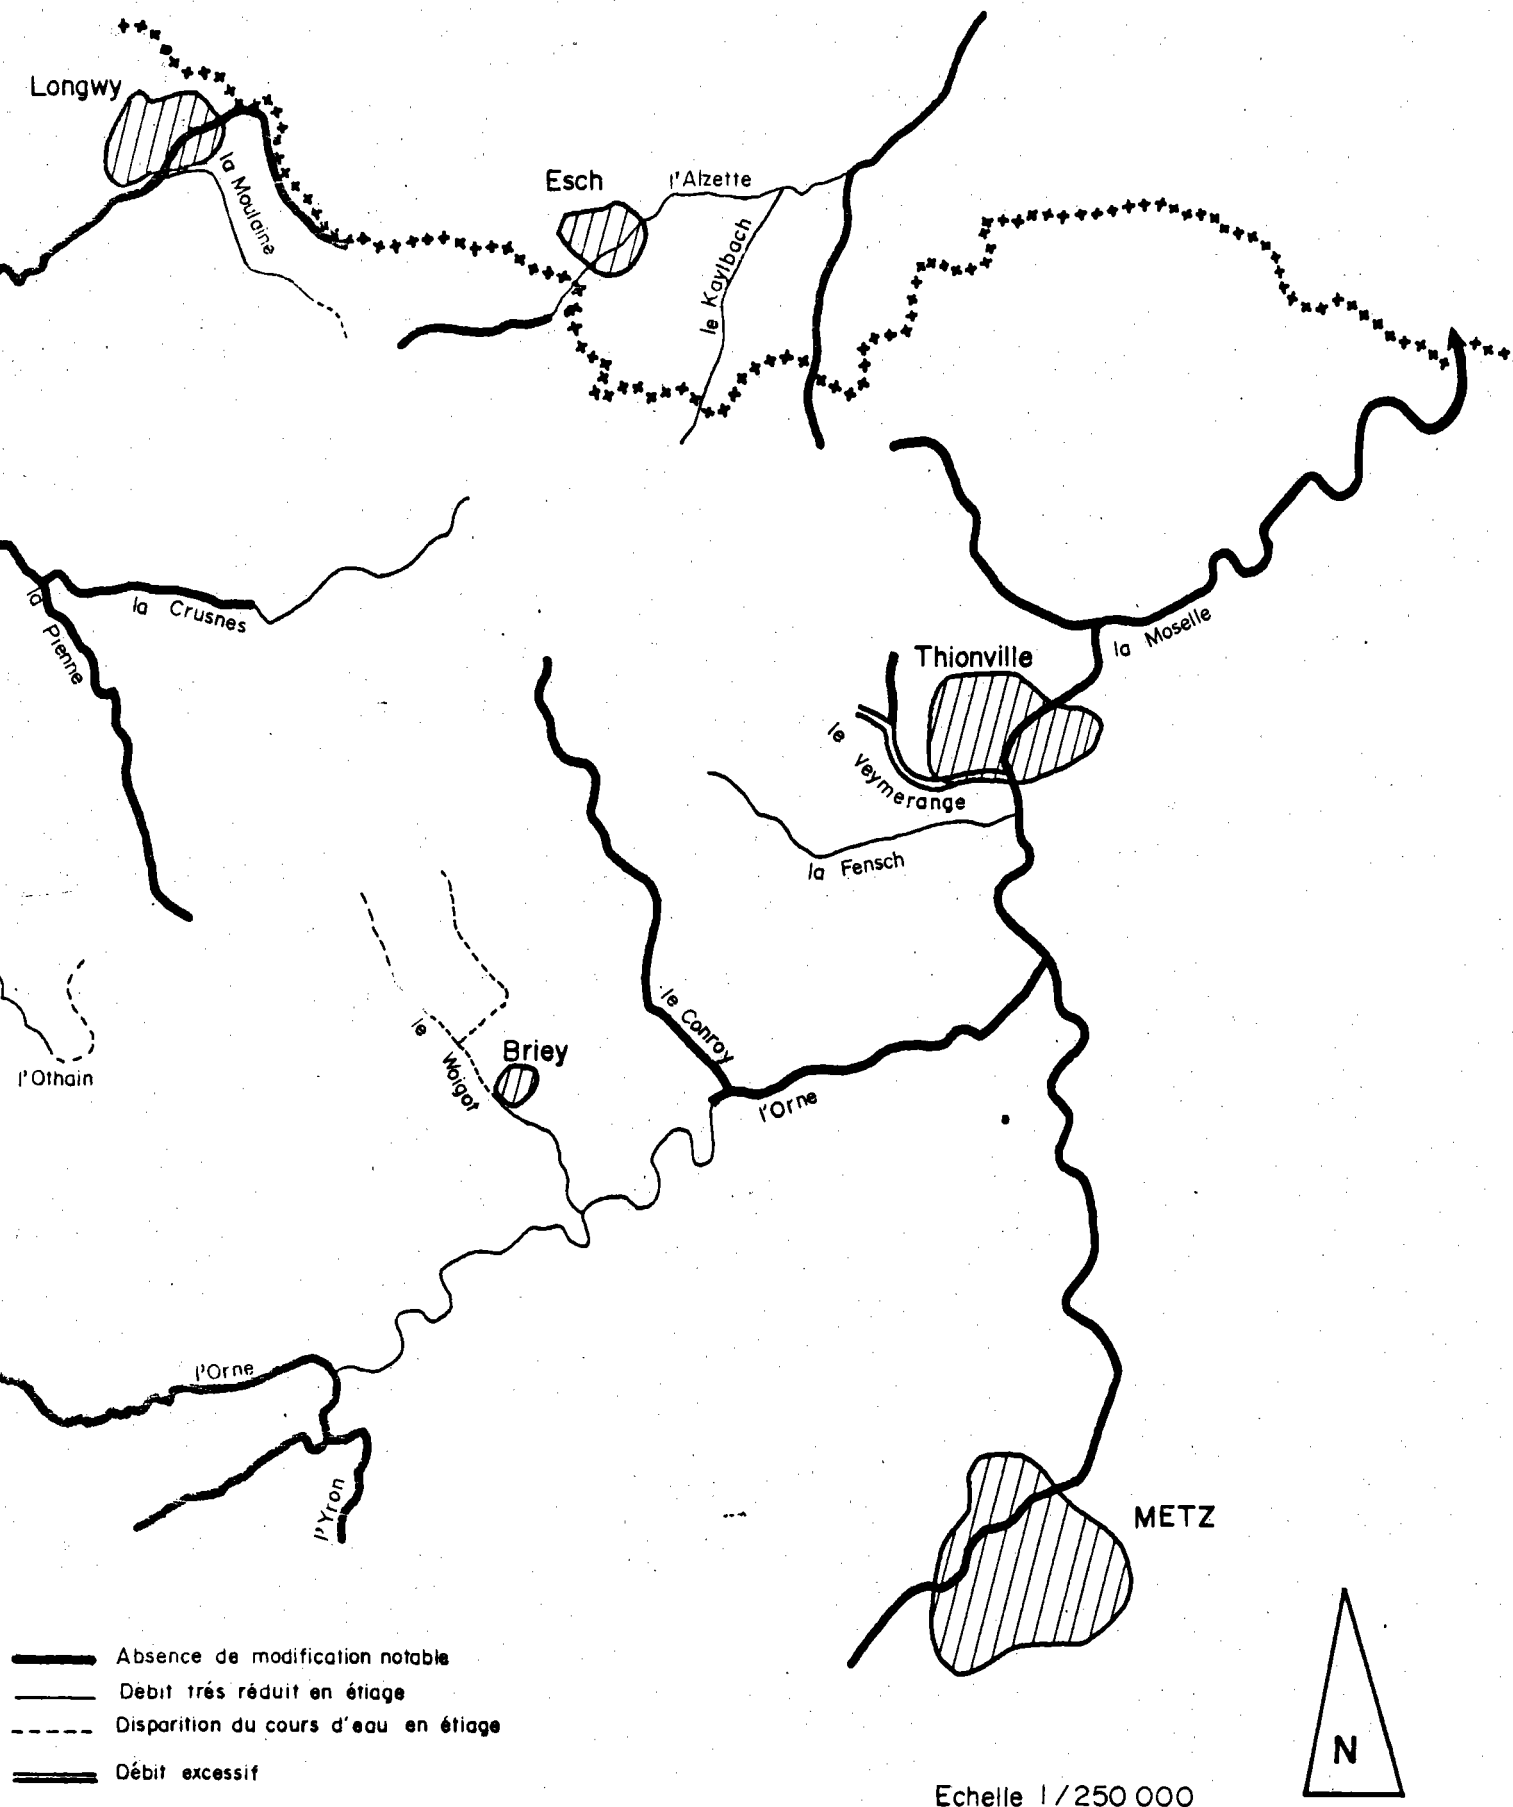 Longwy
la Moulaine
Esch
l'Alzette
le Kaylbach
la Crusnes
la Pienne
la Moselle
Thionville
le Veymerange
la Fensch
le Conroy
l'Othain
le Woigot
Briey
l'Orne
l'Orne
l'Yron
METZ
Absence de modification notable
Débit trés réduit en étiage
Disparition du cours d'eau en étiage
Débit excessif
Echelle 1/250 000
N